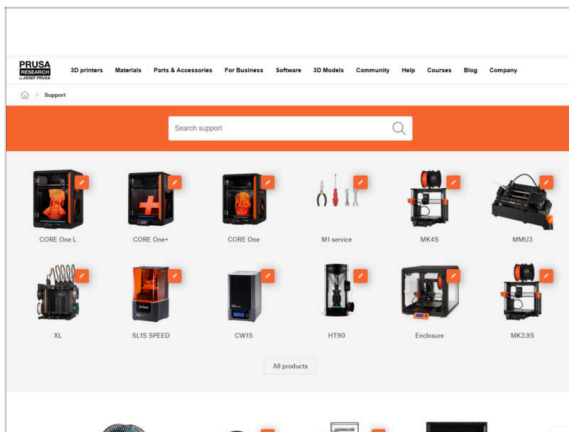 PRUSA
RESEARCH
by JOSEF PRUSA
3D printers Materials Parts & Accessories For Business Software 3D Models Community Help Courses Blog Company
> Support
Search support
CORE One L CORE One+ CORE One M1 service MK4S MMU3
XL SL1S SPEED CW1S HT90 Enclosure MK3.9S
All products